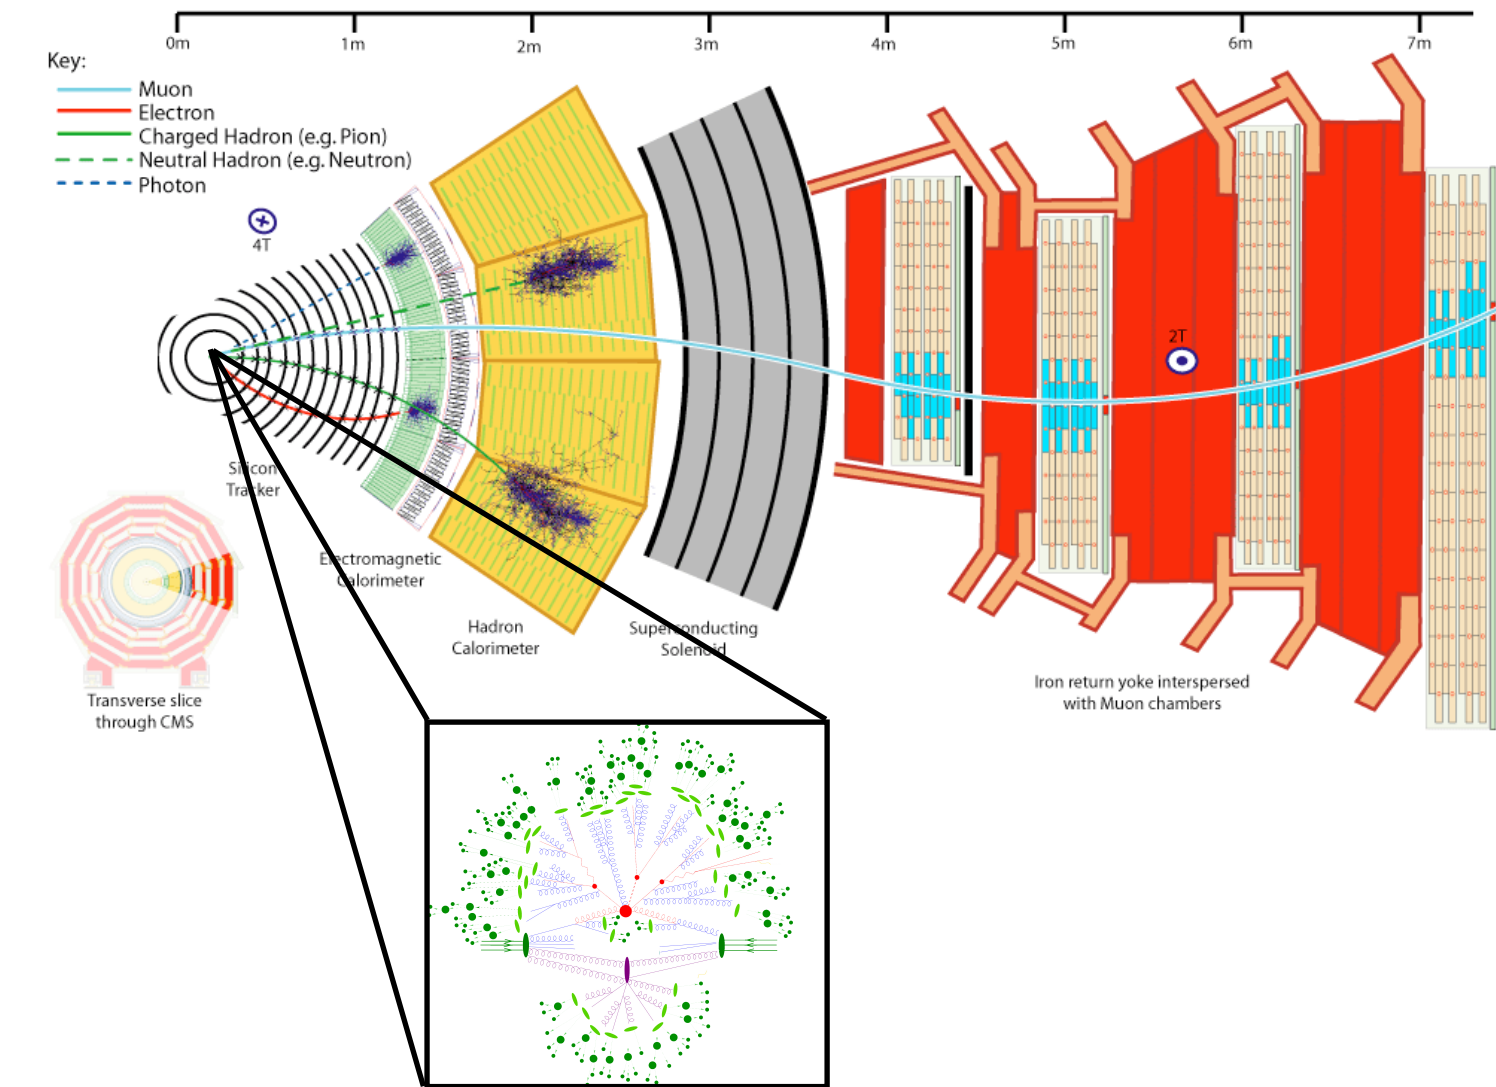 0m 1m 2m 3m 4m 5m 6m 7m
Key:
Muon
Electron
Charged Hadron (e.g. Pion)
Neutral Hadron (e.g. Neutron)
Photon
4T
2T
Silicon
Tracker
Electromagnetic
Calorimeter
Hadron
Calorimeter
Superconducting
Solenoid
Iron return yoke interspersed
with Muon chambers
Transverse slice
through CMS